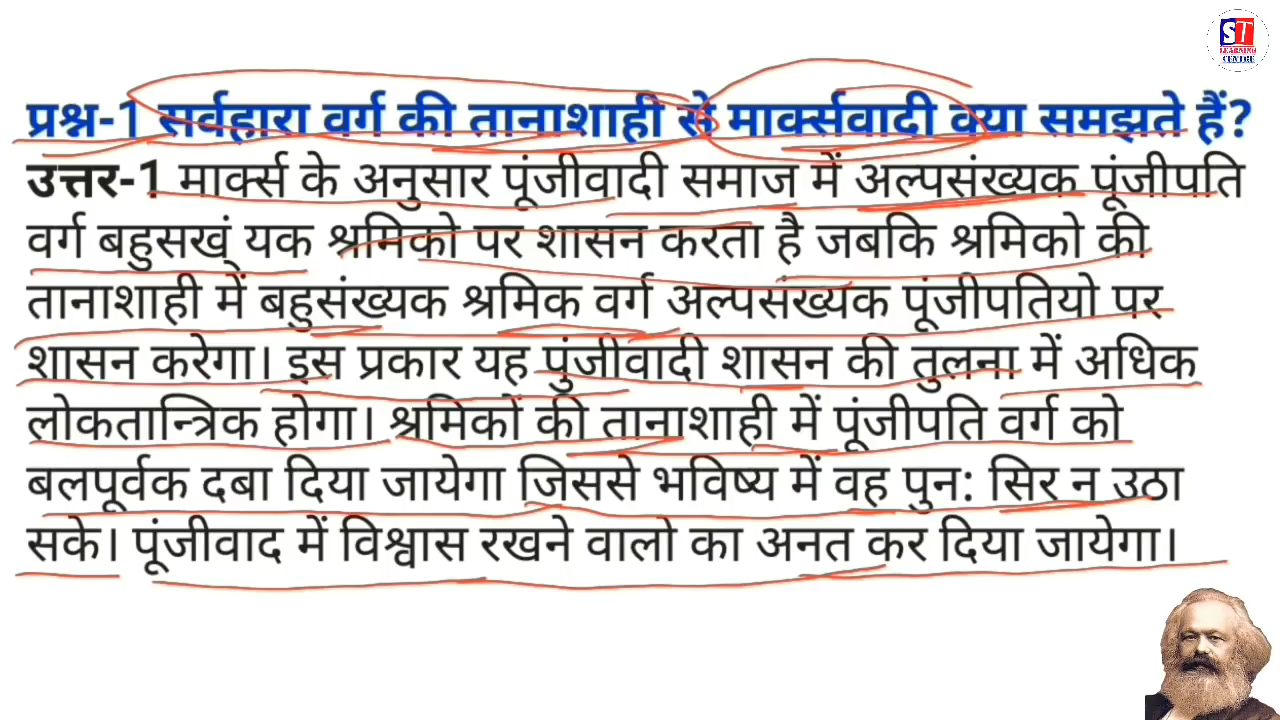 ST
LEARNING
CENTRE
प्रश्न-1 सर्वहारा वर्ग की तानाशाही से मार्क्सवादी क्या समझते हैं?
उत्तर-1 मार्क्स के अनुसार पूंजीवादी समाज में अल्पसंख्यक पूंजीपति
वर्ग बहुसखं यक श्रमिको पर शासन करता है जबकि श्रमिको की
तानाशाही में बहुसंख्यक श्रमिक वर्ग अल्पसंख्यक पूंजीपतियो पर
शासन करेगा। इस प्रकार यह पुंजीवादी शासन की तुलना में अधिक
लोकतान्त्रिक होगा। श्रमिकों की तानाशाही में पूंजीपति वर्ग को
बलपूर्वक दबा दिया जायेगा जिससे भविष्य में वह पुन: सिर न उठा
सके। पूंजीवाद में विश्वास रखने वालो का अनत कर दिया जायेगा।